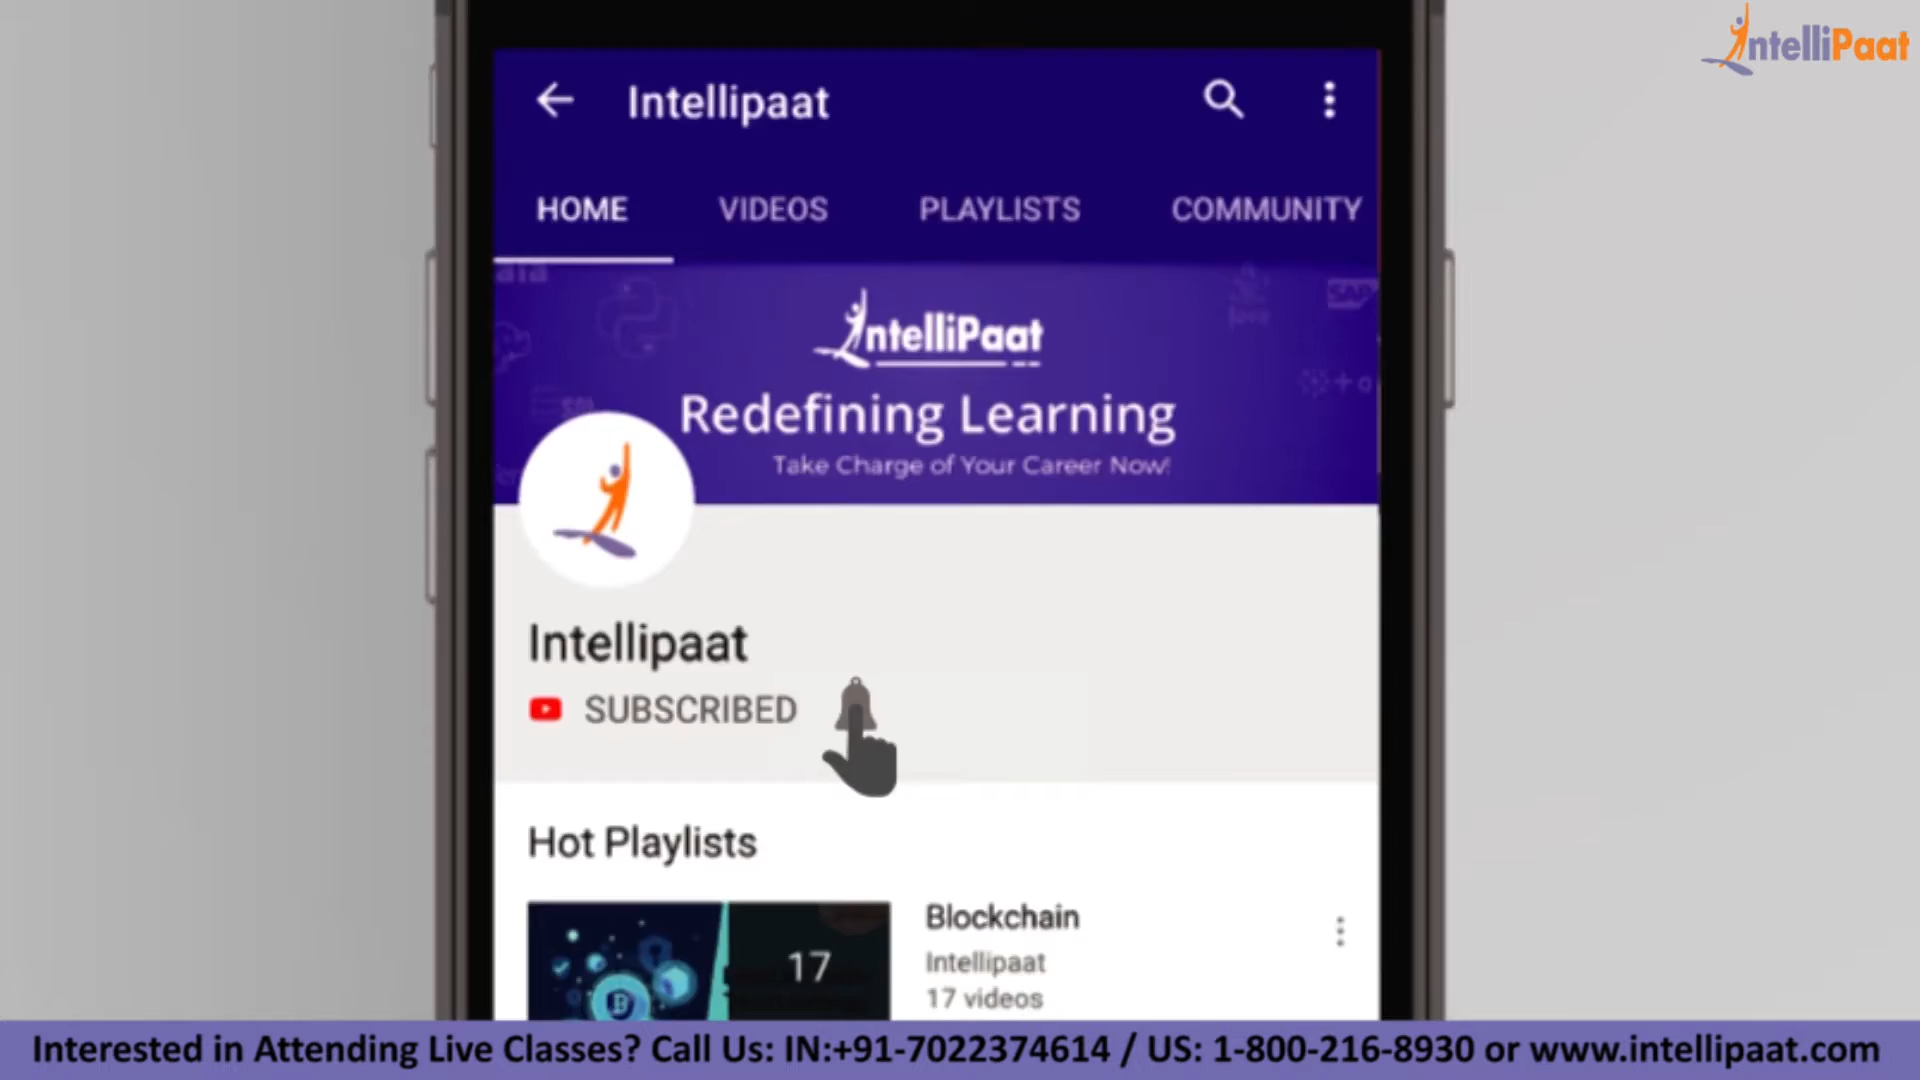 IntelliPaat
Intellipaat
HOME VIDEOS PLAYLISTS COMMUNITY
SAP
IntelliPaat
Redefining Learning
Take Charge of Your Career Now!
Intellipaat
SUBSCRIBED
Hot Playlists
17
Blockchain
Intellipaat
17 videos
Interested in Attending Live Classes? Call Us: IN:+91-7022374614 / US: 1-800-216-8930 or www.intellipaat.com